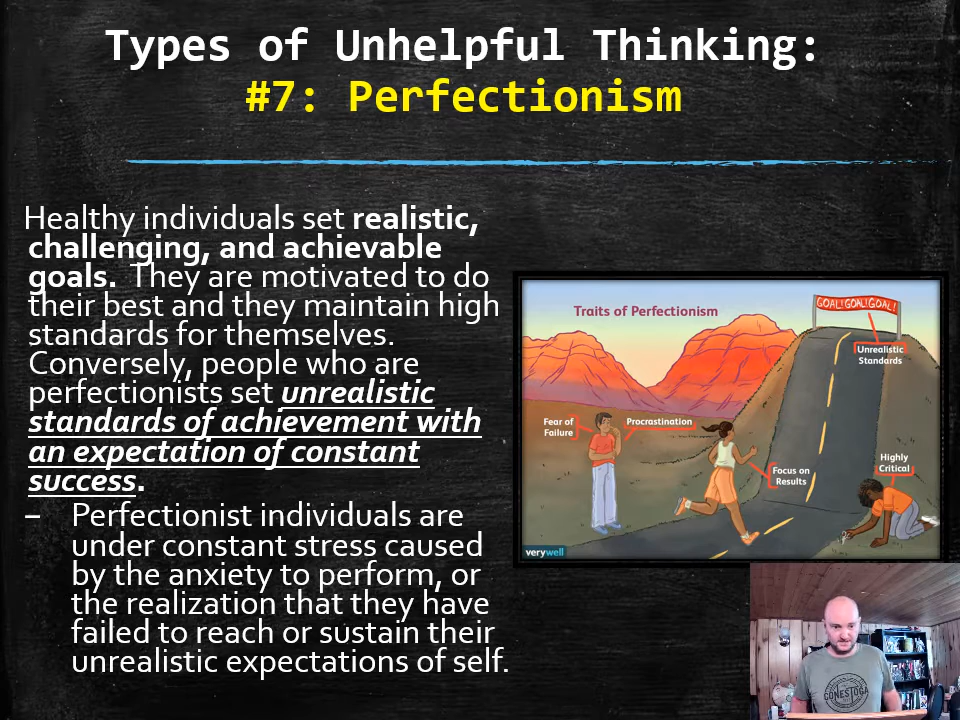 Types of Unhelpful Thinking:
#7: Perfectionism
Healthy individuals set realistic,
challenging, and achievable
goals. They are motivated to do
their best and they maintain high
standards for themselves.
Conversely, people who are
perfectionists set unrealistic
standards of achievement with
an expectation of constant
success.
– Perfectionist individuals are
under constant stress caused
by the anxiety to perform, or
the realization that they have
failed to reach or sustain their
unrealistic expectations of self.
Traits of Perfectionism
GOAL! GOAL! GOAL!
Unrealistic
Standards
Fear of
Failure
Procrastination
Focus on
Results
Highly
Critical
verywell
CONESTOGA